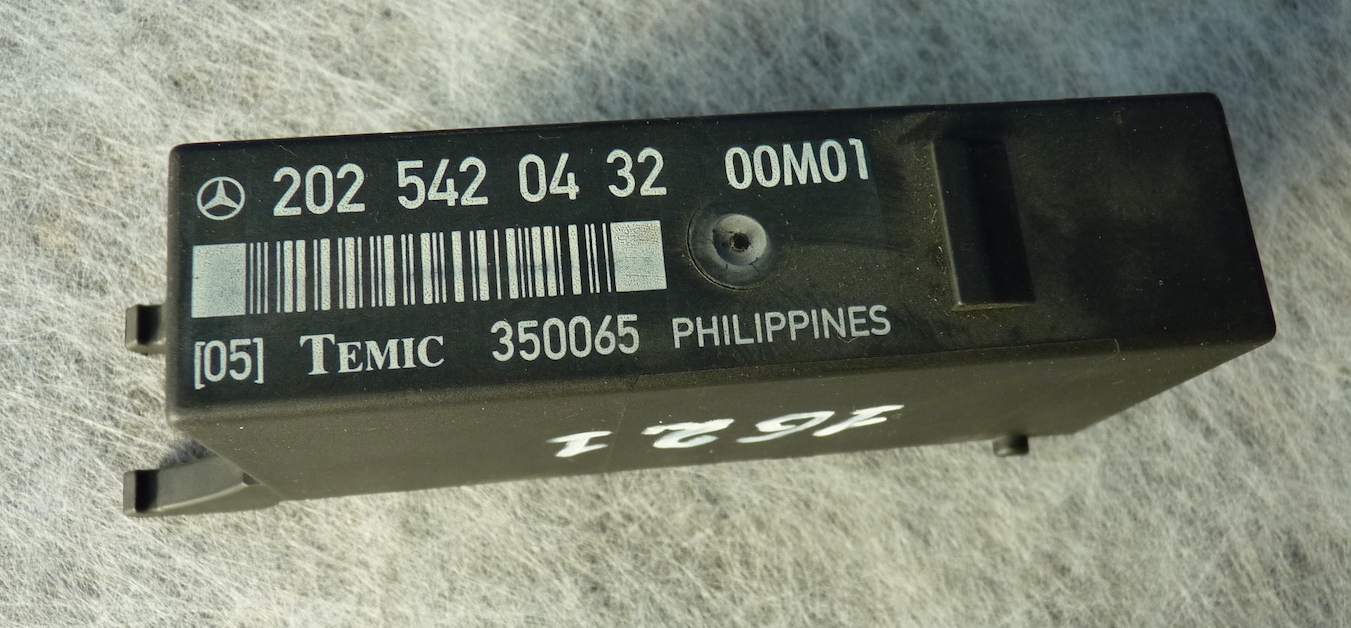 202 542 04 32 00M01
[05] TEMIC 350065 PHILIPPINES
1621